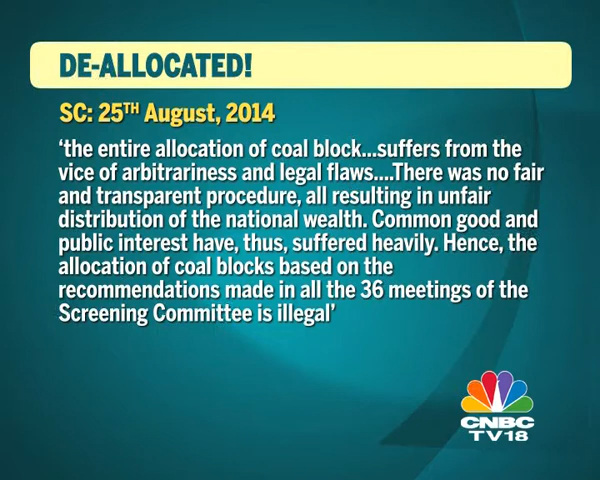 DE-ALLOCATED!
SC: 25TH August, 2014
‘the entire allocation of coal block...suffers from the
vice of arbitrariness and legal flaws....There was no fair
and transparent procedure, all resulting in unfair
distribution of the national wealth. Common good and
public interest have, thus, suffered heavily. Hence, the
allocation of coal blocks based on the
recommendations made in all the 36 meetings of the
Screening Committee is illegal’
CNBC
TV18